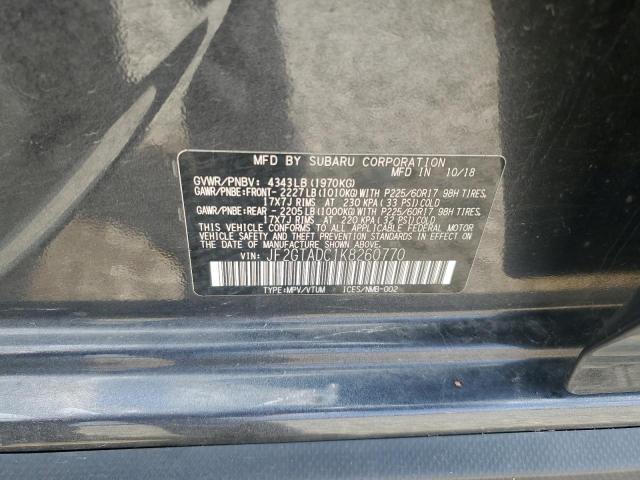 MFD BY SUBARU CORPORATION
MFD IN 10/18
GVWR/PNBV: 4343LB (1970KG)
GAWR/PNBE:FRONT- 2227LB (1010KG) WITH P225/60R17 98H TIRES,
17X7J RIMS AT 230 KPA (33 PSI) COLD
GAWR/PNBE:REAR - 2205LB (1000KG) WITH P225/60R17 98H TIRES,
17X7J RIMS AT 220 KPA (32 PSI) COLD
THIS VEHICLE CONFORMS TO ALL APPLICABLE FEDERAL MOTOR
VEHICLE SAFETY, BUMPER, AND THEFT PREVENTION STANDARDS IN
EFFECT ON THE DATE OF MANUFACTURE SHOWN ABOVE.
VIN: JF2GTADC1K8260770
TYPE:MPV/VTUM ICES/NMB-002